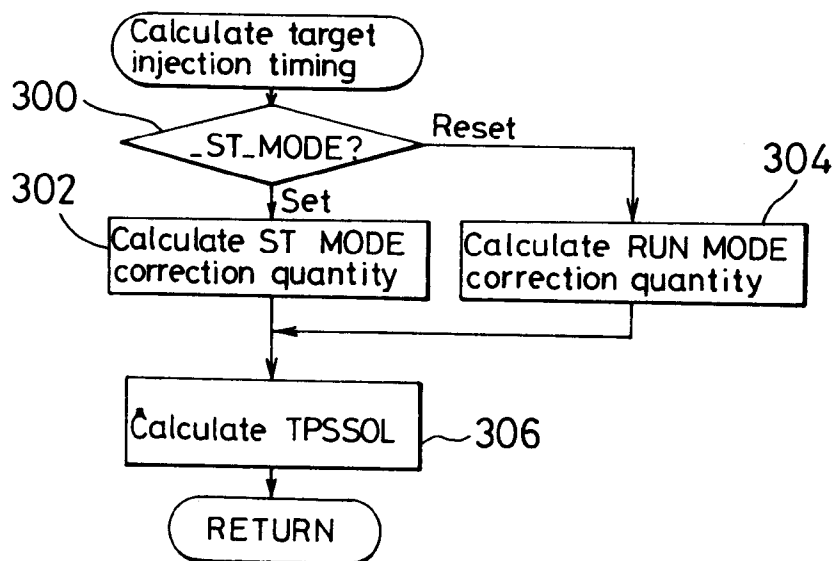 Calculate target
injection timing
300
_ST_MODE?
Reset
302
Set
304
Calculate ST MODE
correction quantity
Calculate RUN MODE
correction quantity
Calculate TPSSOL
306
RETURN